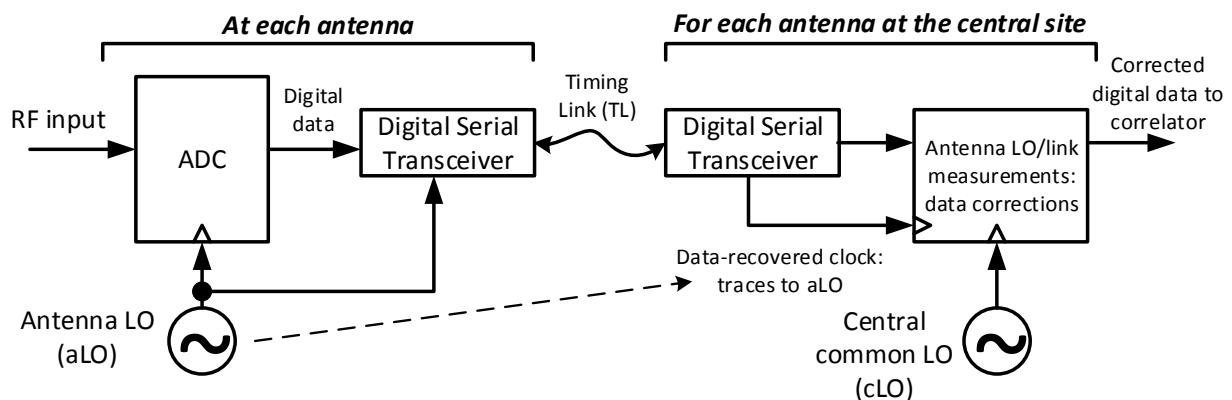 At each antenna
For each antenna at the central site
RF input
ADC
Digital
data
Digital Serial
Transceiver
Timing
Link (TL)
Digital Serial
Transceiver
Antenna LO/link
measurements:
data corrections
Corrected
digital data to
correlator
Data-recovered clock:
traces to aLO
Antenna LO
(aLO)
Central
common LO
(cLO)